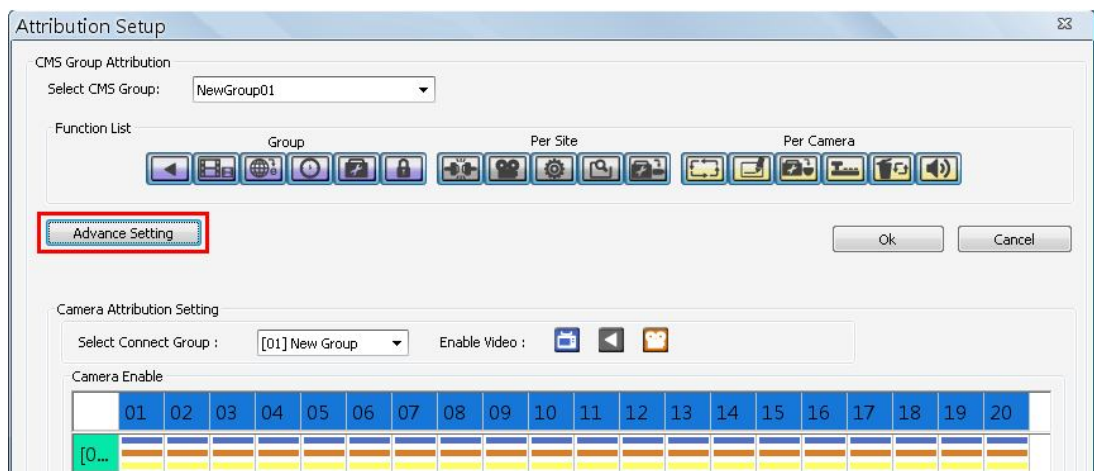 Attribution Setup
CMS Group Attribution
Select CMS Group: NewGroup01
Function List
Group Per Site Per Camera
Advance Setting Ok Cancel
Camera Attribution Setting
Select Connect Group : [01] New Group Enable Video :
Camera Enable
01 02 03 04 05 06 07 08 09 10 11 12 13 14 15 16 17 18 19 20
[0...